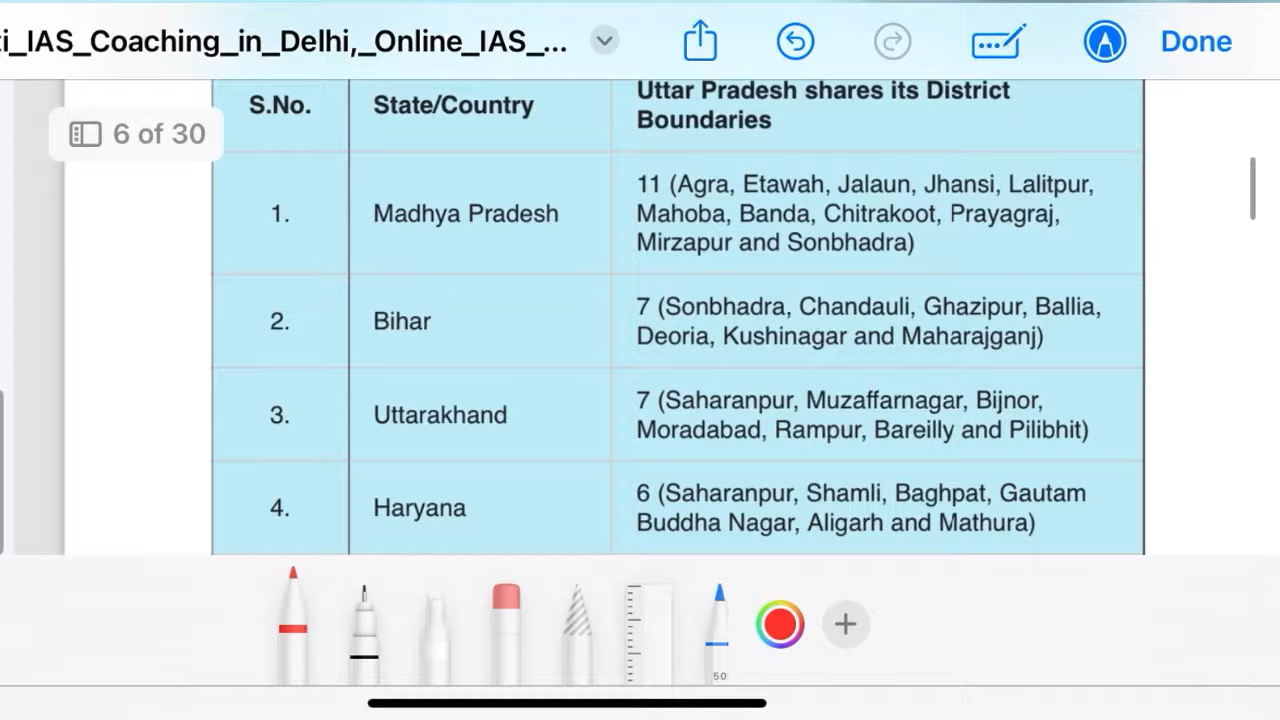 ti_IAS_Coaching_in_Delhi,_Online_IAS_... Done
6 of 30
S.No. State/Country Uttar Pradesh shares its District
Boundaries
1. Madhya Pradesh 11 (Agra, Etawah, Jalaun, Jhansi, Lalitpur,
Mahoba, Banda, Chitrakoot, Prayagraj,
Mirzapur and Sonbhadra)
2. Bihar 7 (Sonbhadra, Chandauli, Ghazipur, Ballia,
Deoria, Kushinagar and Maharajganj)
3. Uttarakhand 7 (Saharanpur, Muzaffarnagar, Bijnor,
Moradabad, Rampur, Bareilly and Pilibhit)
4. Haryana 6 (Saharanpur, Shamli, Baghpat, Gautam
Buddha Nagar, Aligarh and Mathura)
50